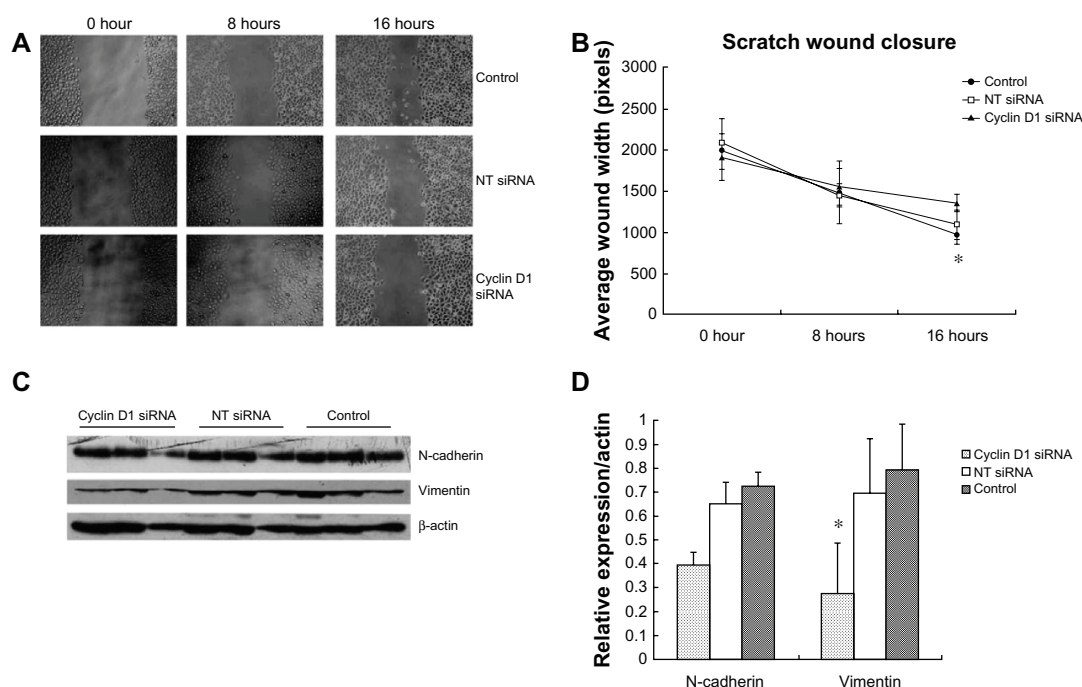 A
0 hour
8 hours
16 hours
Control
NT siRNA
Cyclin D1
siRNA
B
Scratch wound closure
Average wound width (pixels)
3000
2500
2000
1500
1000
500
0
0 hour
8 hours
16 hours
*
Control
NT siRNA
Cyclin D1 siRNA
C
Cyclin D1 siRNA
NT siRNA
Control
N-cadherin
Vimentin
β-actin
D
Relative expression/actin
1
0.9
0.8
0.7
0.6
0.5
0.4
0.3
0.2
0.1
0
*
N-cadherin
Vimentin
Cyclin D1 siRNA
NT siRNA
Control